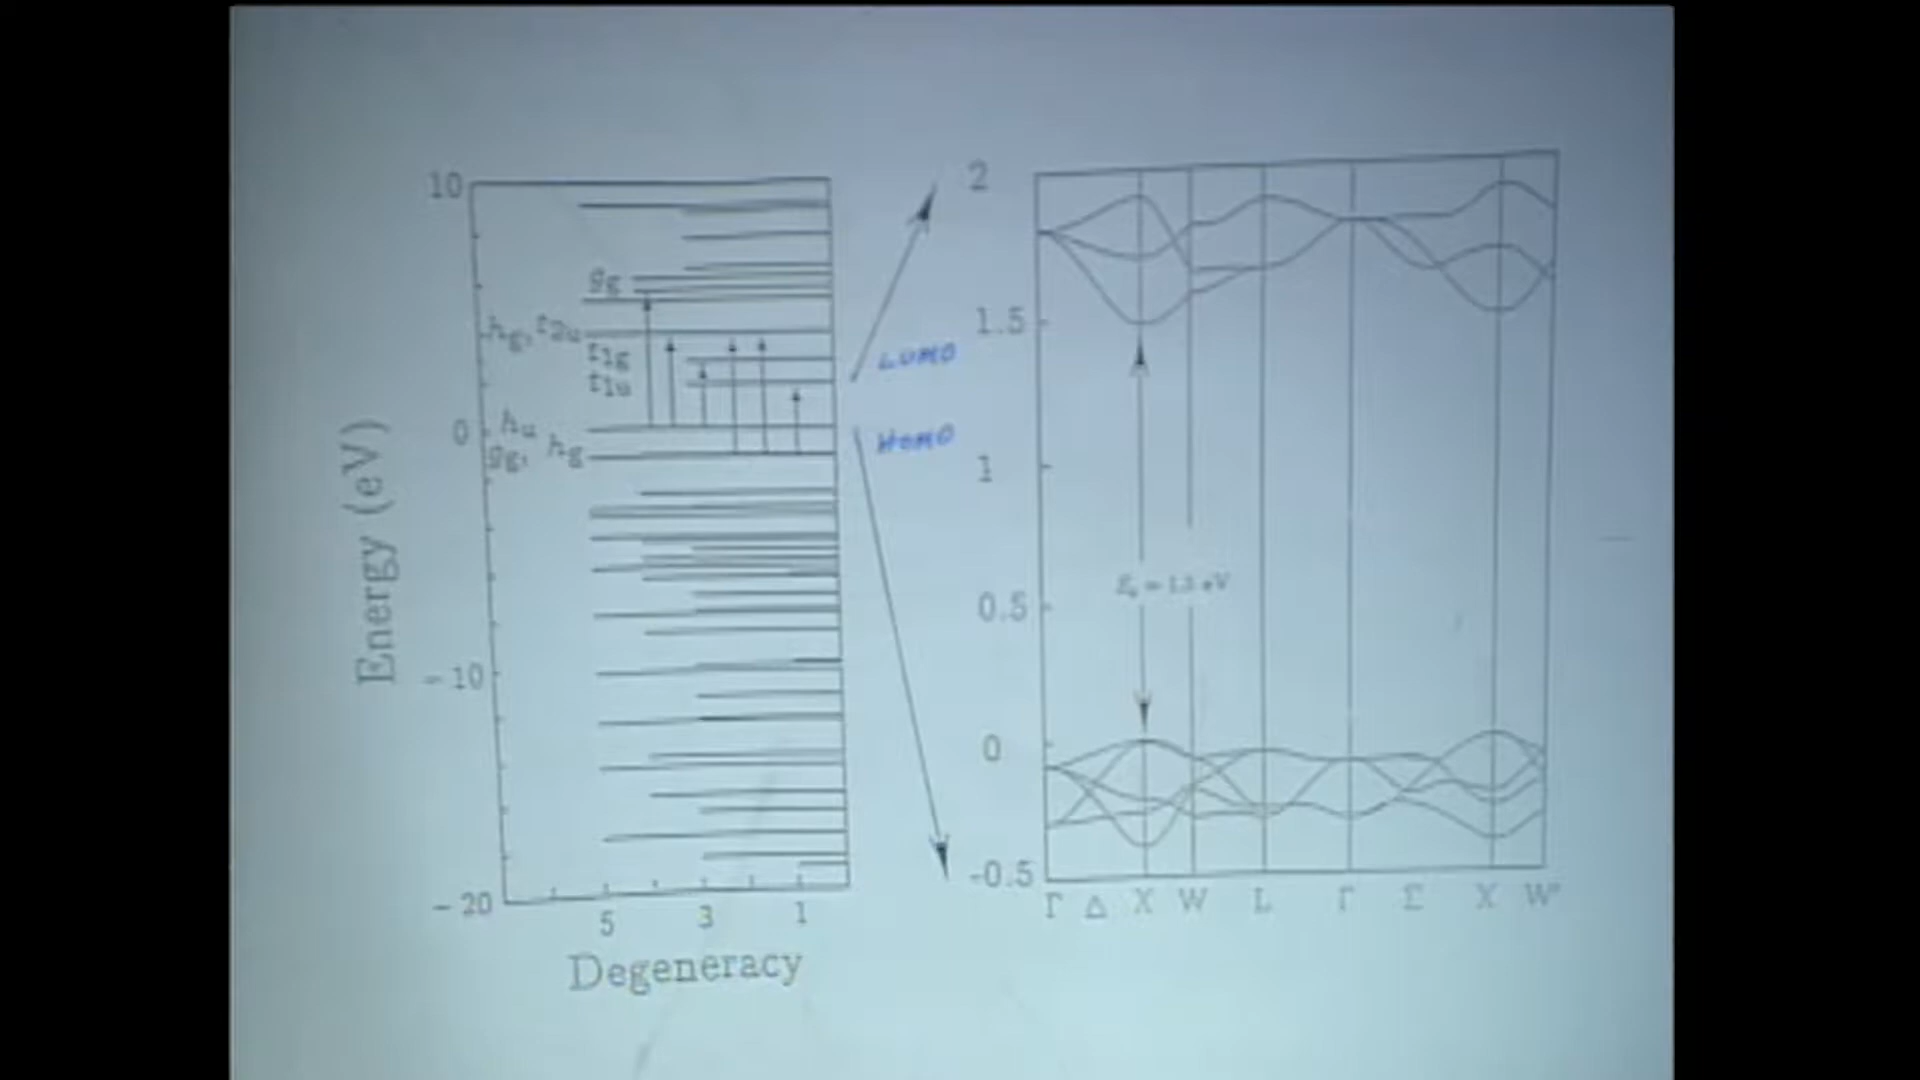 10
g_g
h_g, t_2u
t_1g
t_1u
0
h_u
g_g, h_g
-10
-20
5 3 1
Energy (eV)
Degeneracy
LUMO
HOMO
2
1.5
1
0.5
0
-0.5
Γ Δ X W L Γ Σ X W
eV